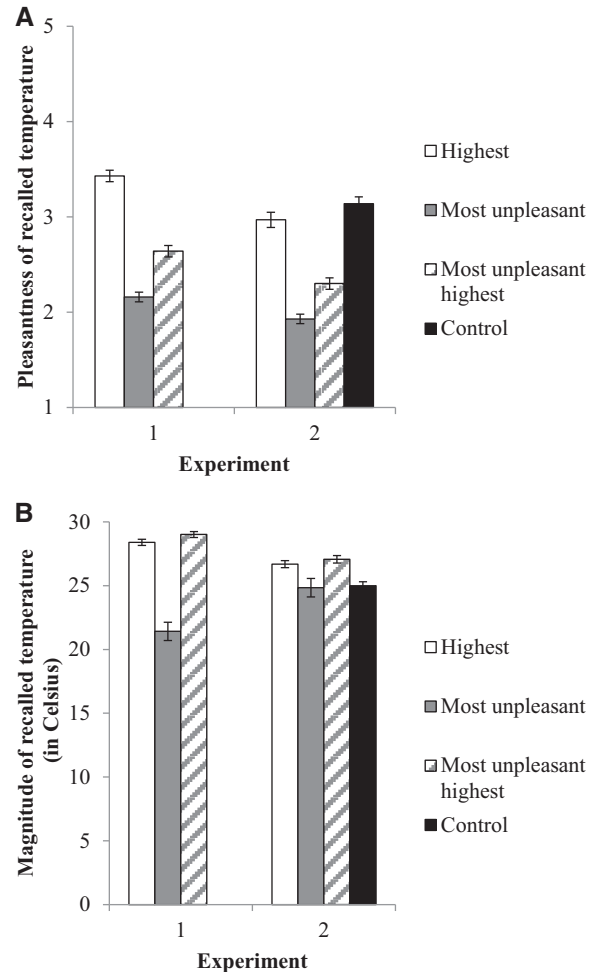 A
Pleasantness of recalled temperature
5
4
3
2
1
1
2
Experiment
Highest
Most unpleasant
Most unpleasant
highest
Control
B
Magnitude of recalled temperature
(in Celsius)
30
25
20
15
10
5
0
1
2
Experiment
Highest
Most unpleasant
Most unpleasant
highest
Control